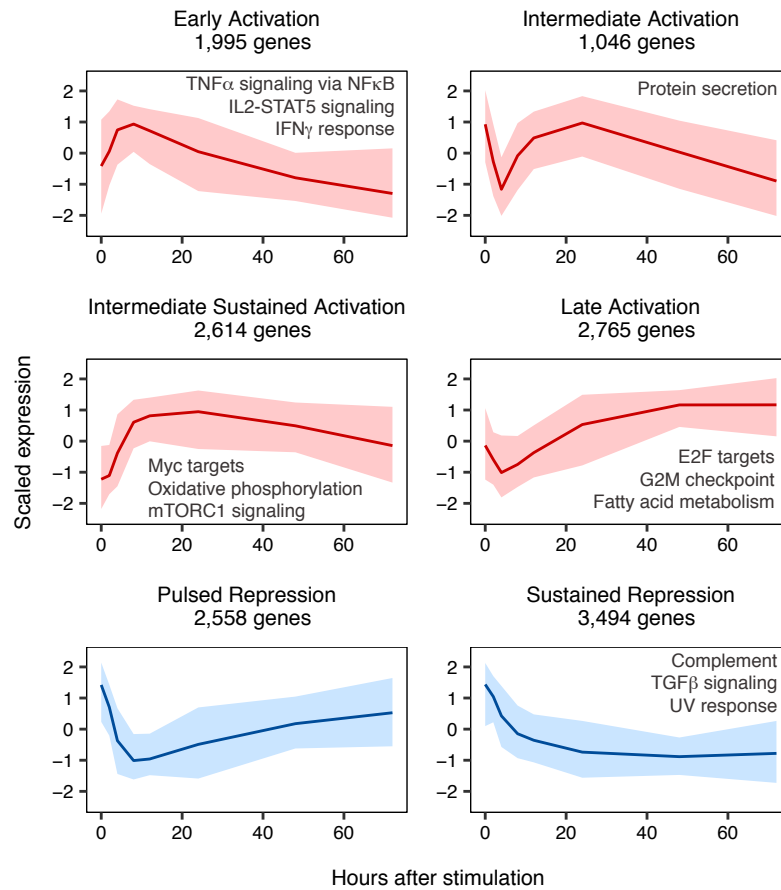 Early Activation
1,995 genes
TNFα signaling via NFκB
IL2-STAT5 signaling
IFNγ response
2
1
0
−1
−2
0
20
40
60
Intermediate Activation
1,046 genes
Protein secretion
2
1
0
−1
−2
0
20
40
60
Intermediate Sustained Activation
2,614 genes
Myc targets
Oxidative phosphorylation
mTORC1 signaling
2
1
0
−1
−2
0
20
40
60
Late Activation
2,765 genes
E2F targets
G2M checkpoint
Fatty acid metabolism
2
1
0
−1
−2
0
20
40
60
Scaled expression
Pulsed Repression
2,558 genes
2
1
0
−1
−2
0
20
40
60
Sustained Repression
3,494 genes
Complement
TGFβ signaling
UV response
2
1
0
−1
−2
0
20
40
60
Hours after stimulation